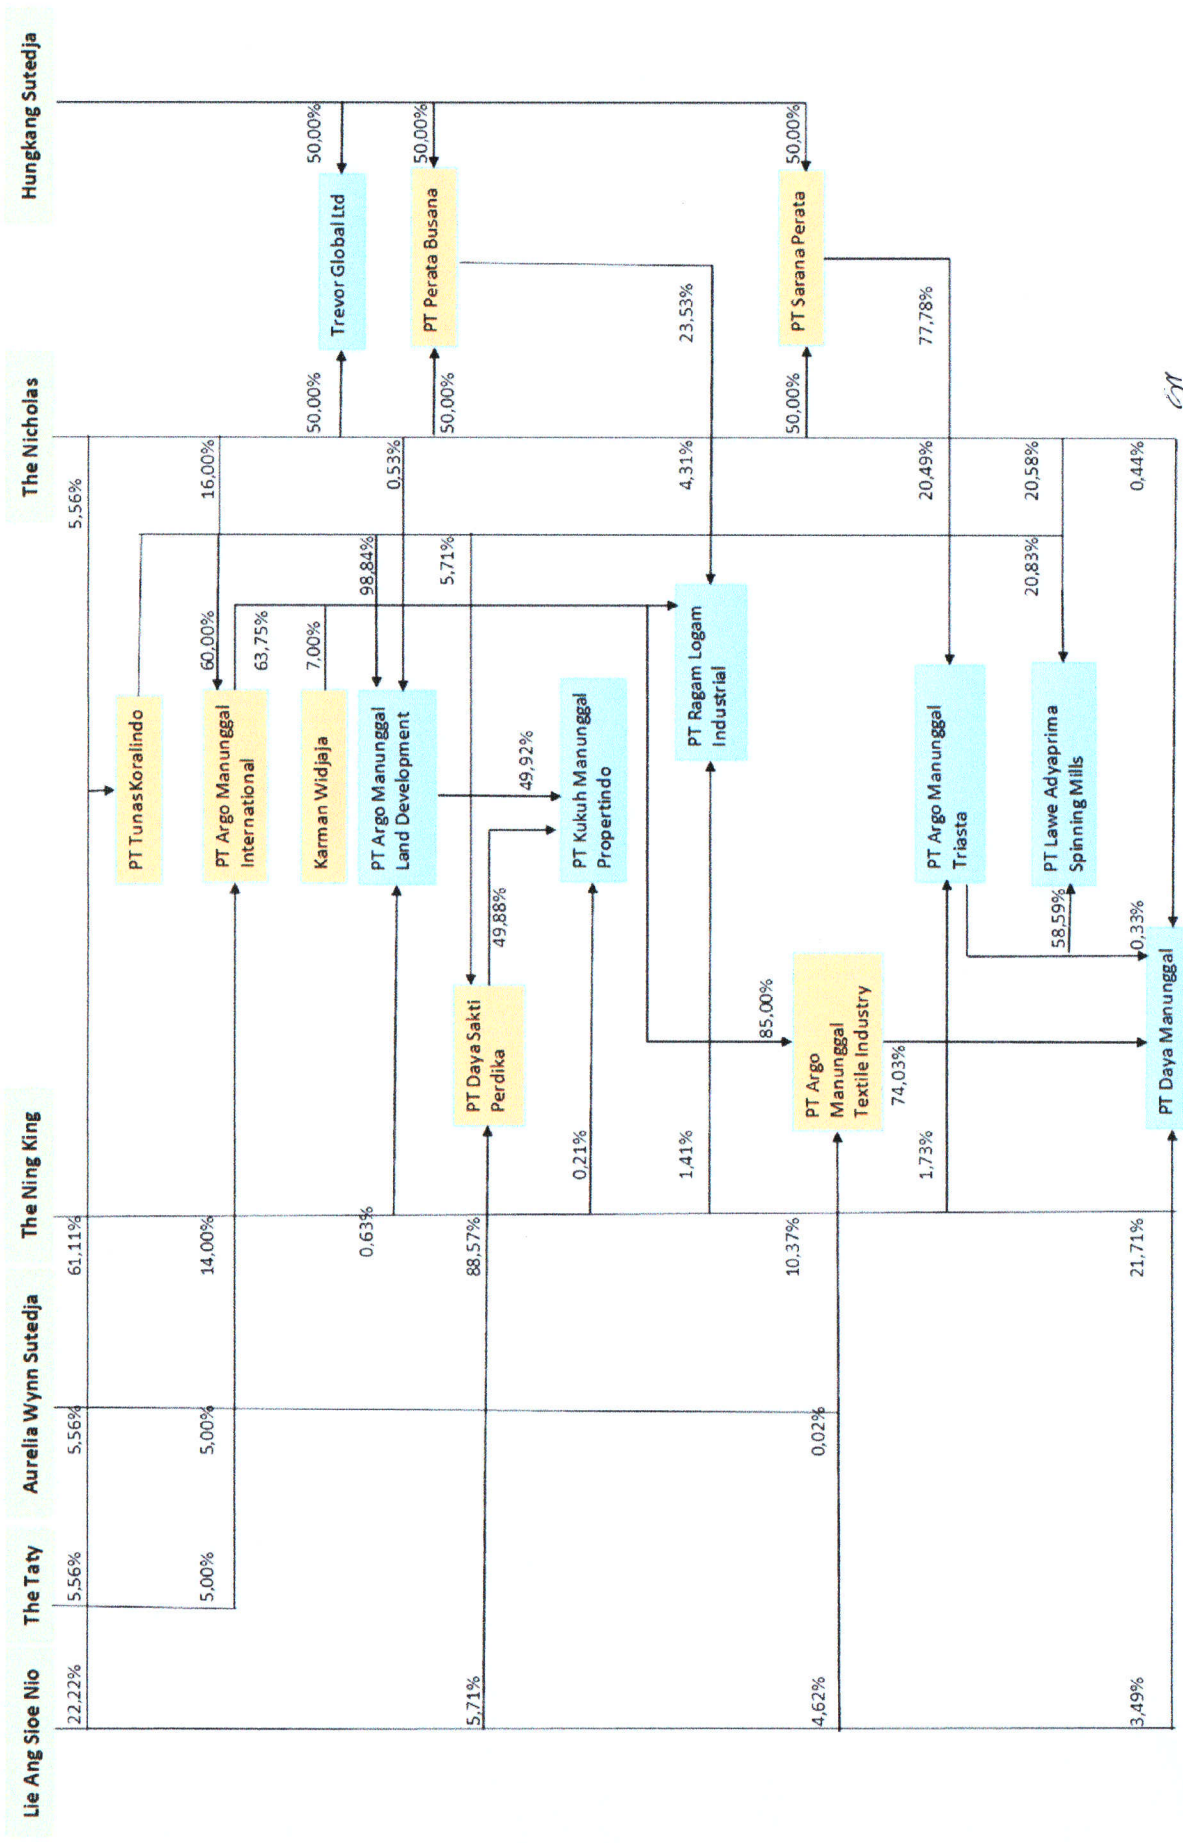 Lie Ang Sioe Nio
The Taty
Aurelia Wynn Sutedja
The Ning King
The Nicholas
Hungkang Sutedja
22,22%
5,56%
5,56%
61,11%
5,56%
PT Tunas Koralindo
5,00%
5,00%
14,00%
60,00%
16,00%
PT Argo Manunggal
International
63,75%
Karman Widjaja
7,00%
50,00%
Trevor Global Ltd
50,00%
0,63%
PT Argo Manunggal
Land Development
98,84%
0,53%
50,00%
PT Perata Busana
50,00%
5,71%
88,57%
PT Daya Sakti
Perdika
5,71%
49,88%
49,92%
0,21%
PT Kukuh Manunggal
Propertindo
1,41%
PT Ragam Logam
Industrial
4,31%
23,53%
4,62%
0,02%
10,37%
PT Argo
Manunggal
Textile Industry
85,00%
50,00%
PT Sarana Perata
50,00%
74,03%
1,73%
PT Argo Manunggal
Triasta
20,49%
77,78%
58,59%
PT Lawe Adyaprima
Spinning Mills
20,83%
20,58%
3,49%
21,71%
PT Daya Manunggal
0,33%
0,44%